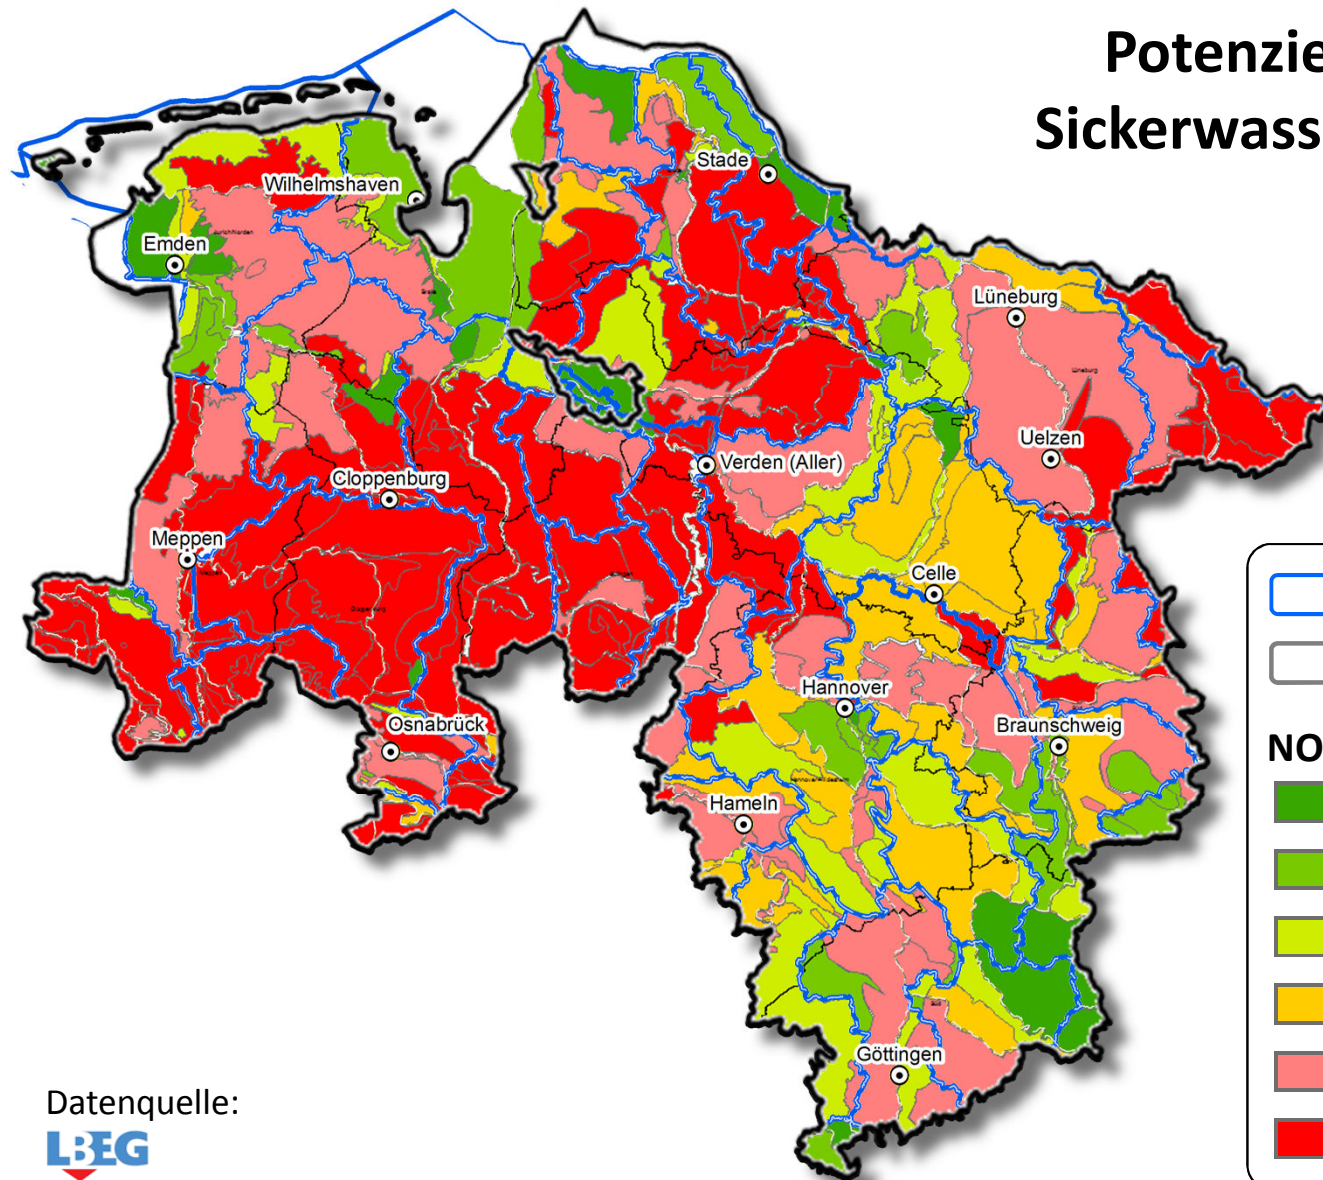 Potenzie
Sickerwass
Stade
Wilhelmshaven
Emden
Lüneburg
Uelzen
Verden (Aller)
Cloppenburg
Meppen
Celle
Hannover
Osnabrück
Braunschweig
NO
Hameln
Göttingen
Datenquelle:
LBEG